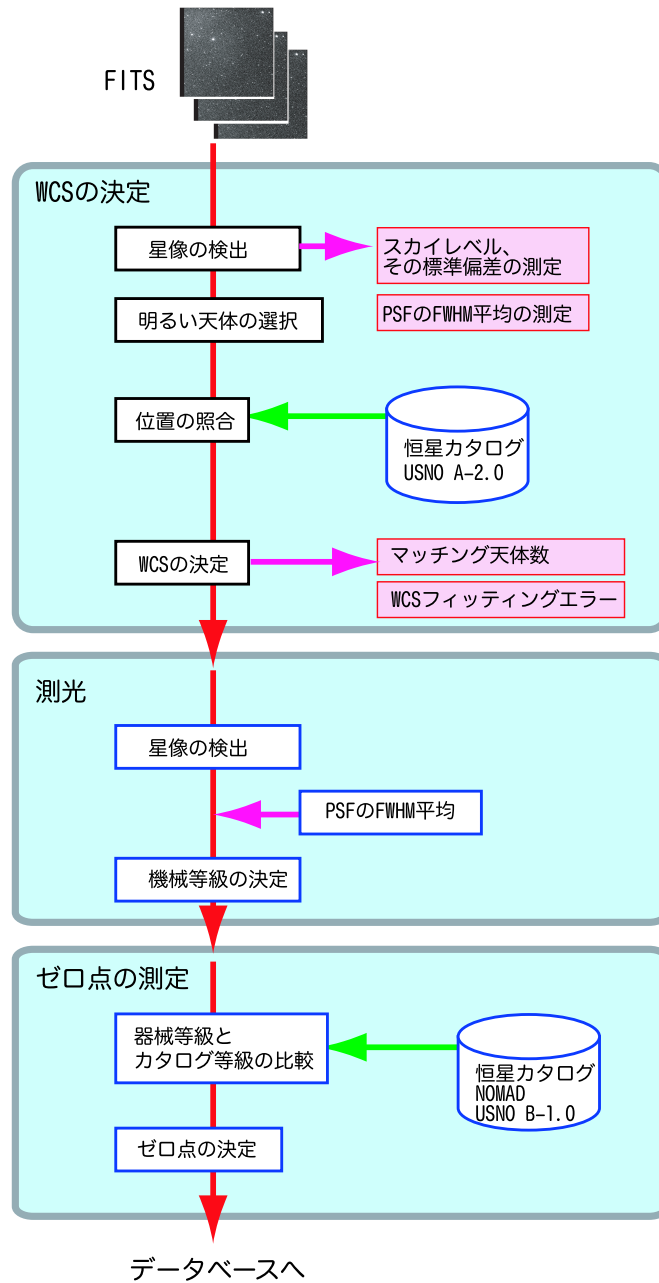 FITS
WCSの決定
星像の検出
スカイレベル、
その標準偏差の測定
明るい天体の選択
PSFのFWHM平均の測定
位置の照合
恒星カタログ
USNO A-2.0
WCSの決定
マッチング天体数
WCSフィッティングエラー
測光
星像の検出
PSFのFWHM平均
機械等級の決定
ゼロ点の測定
器械等級と
カタログ等級の比較
恒星カタログ
NOMAD
USNO B-1.0
ゼロ点の決定
データベースへ